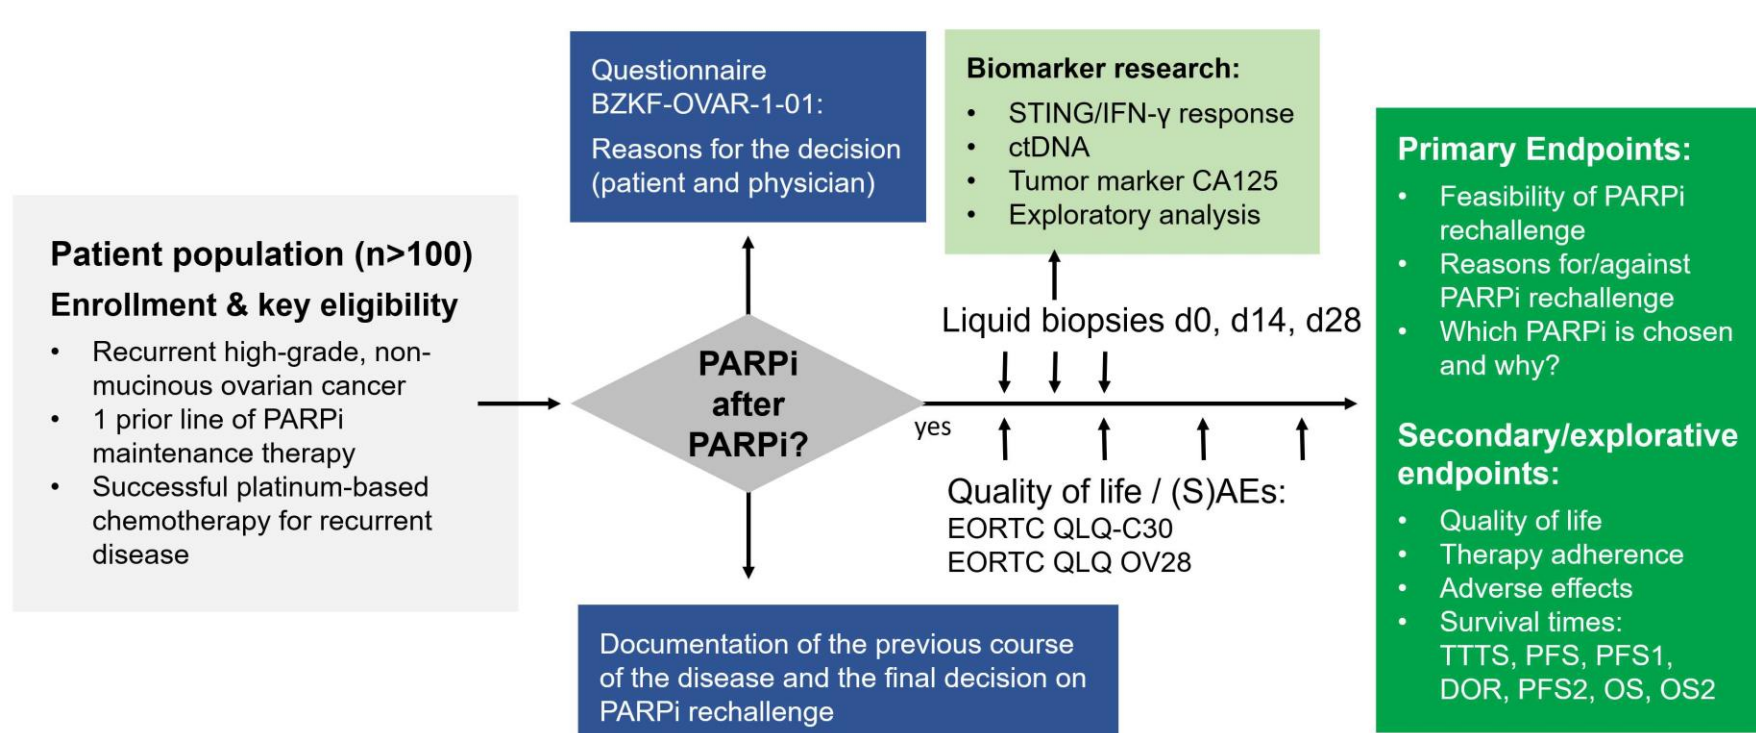 Patient population (n>100)
Enrollment & key eligibility
• Recurrent high-grade, non-
mucinous ovarian cancer
• 1 prior line of PARPi
maintenance therapy
• Successful platinum-based
chemotherapy for recurrent
disease
Questionnaire
BZKF-OVAR-1-01:
Reasons for the decision
(patient and physician)
PARPi
after
PARPi?
yes
Documentation of the previous course
of the disease and the final decision on
PARPi rechallenge
Biomarker research:
• STING/IFN-γ response
• ctDNA
• Tumor marker CA125
• Exploratory analysis
Liquid biopsies d0, d14, d28
Quality of life / (S)AEs:
EORTC QLQ-C30
EORTC QLQ OV28
Primary Endpoints:
• Feasibility of PARPi
rechallenge
• Reasons for/against
PARPi rechallenge
• Which PARPi is chosen
and why?
Secondary/explorative
endpoints:
• Quality of life
• Therapy adherence
• Adverse effects
• Survival times:
TTTS, PFS, PFS1,
DOR, PFS2, OS, OS2